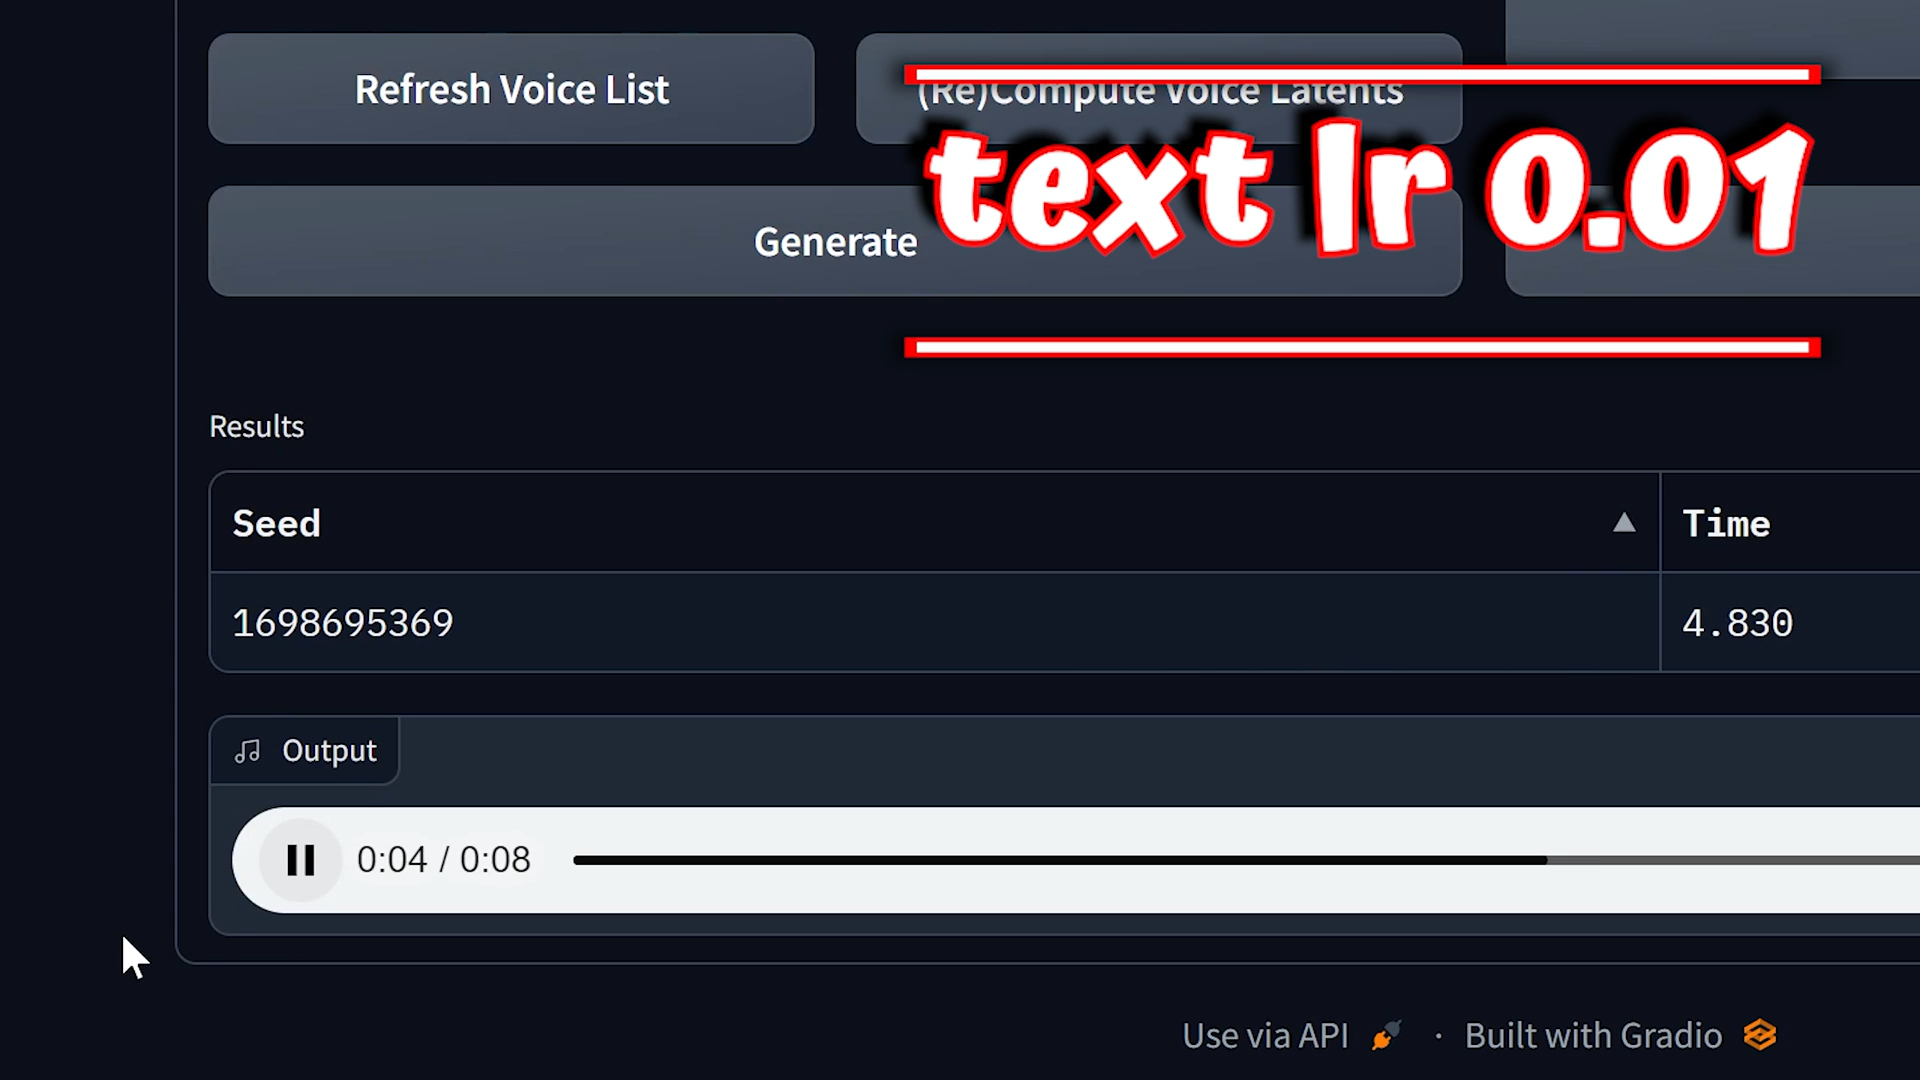 Refresh Voice List
(Re)Compute Voice Latents
text lr 0.01
Generate
Results
Seed
Time
1698695369
4.830
Output
0:04 / 0:08
Use via API · Built with Gradio